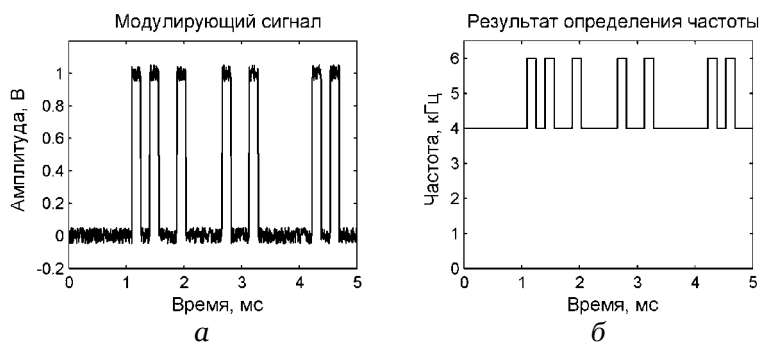 Модулирующий сигнал
Амплитуда, В
1
0.8
0.6
0.4
0.2
0
-0.2
0 1 2 3 4 5
Время, мс
а
Результат определения частоты
Частота, кГц
6
5
4
3
2
1
0
0 1 2 3 4 5
Время, мс
б